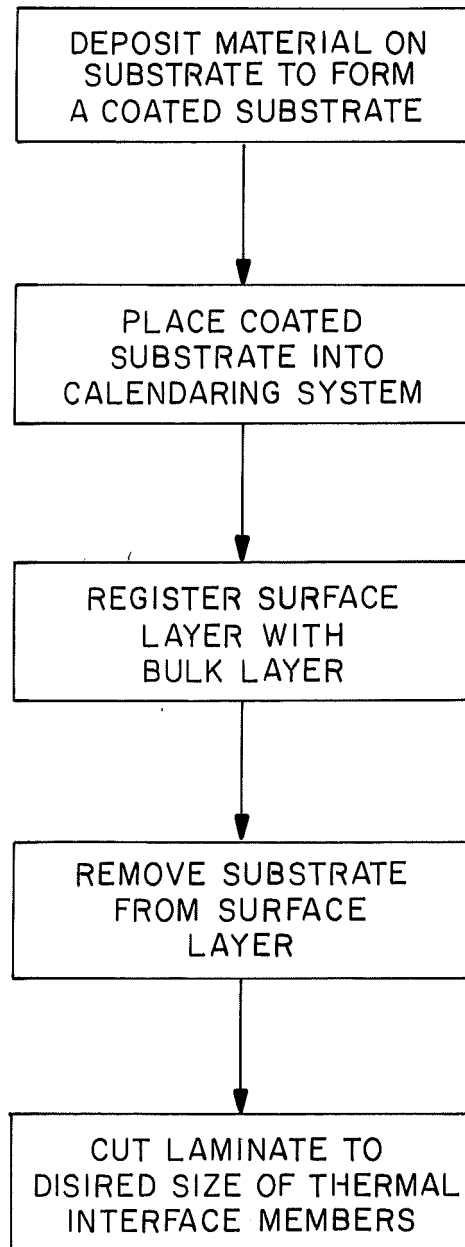 DEPOSIT MATERIAL ON
SUBSTRATE TO FORM
A COATED SUBSTRATE
PLACE COATED
SUBSTRATE INTO
CALENDARING SYSTEM
REGISTER SURFACE
LAYER WITH
BULK LAYER
REMOVE SUBSTRATE
FROM SURFACE
LAYER
CUT LAMINATE TO
DISIRED SIZE OF THERMAL
INTERFACE MEMBERS